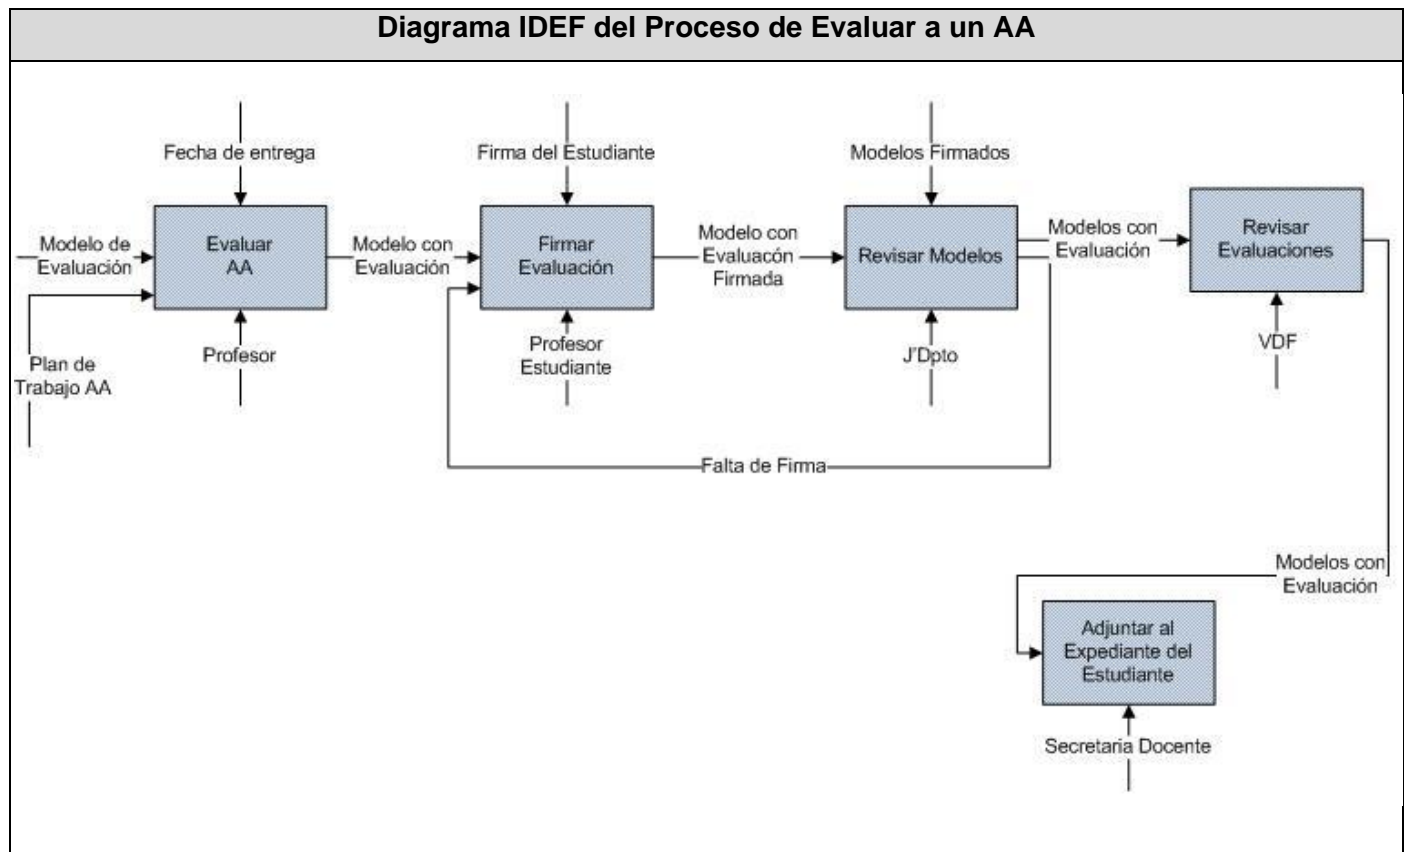 Diagrama IDEF del Proceso de Evaluar a un AA
Fecha de entrega
Firma del Estudiante
Modelos Firmados
Modelo de
Evaluación
Evaluar
AA
Modelo con
Evaluación
Firmar
Evaluación
Modelo con
Evaluacón
Firmada
Revisar Modelos
Modelos con
Evaluación
Revisar
Evaluaciones
Plan de
Trabajo AA
Profesor
Profesor
Estudiante
J'Dpto
VDF
Falta de Firma
Modelos con
Evaluación
Adjuntar al
Expediante del
Estudiante
Secretaria Docente